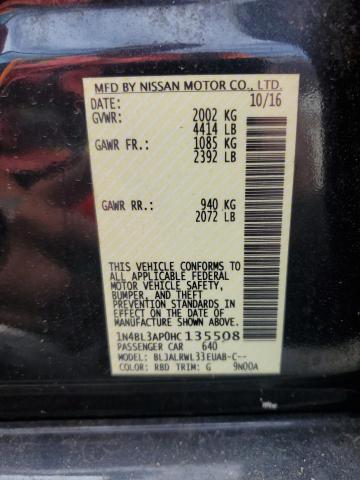 MFD BY NISSAN MOTOR CO., LTD.
DATE: 10/16
GVWR: 2002 KG
4414 LB
GAWR FR.: 1085 KG
2392 LB
GAWR RR.: 940 KG
2072 LB
THIS VEHICLE CONFORMS TO
ALL APPLICABLE FEDERAL
MOTOR VEHICLE SAFETY,
BUMPER, AND THEFT
PREVENTION STANDARDS IN
EFFECT ON THE DATE OF
MANUFACTURE SHOWN ABOVE.
1N4BL3AP0HC135508
PASSENGER CAR 640
MODEL: BLJALRWL33EUAB-C--
COLOR: RBD TRIM: G 9N00A